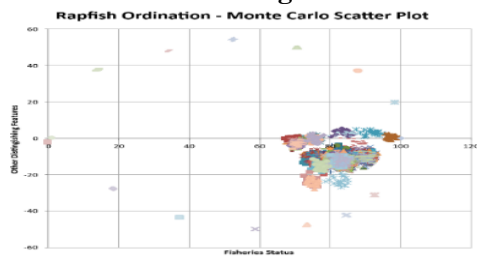 Rapfish Ordination - Monte Carlo Scatter Plot
60
40
20
0
-20
-40
-60
0 20 40 60 80 100 120
Other Distinguishing Features
Fisheries Status